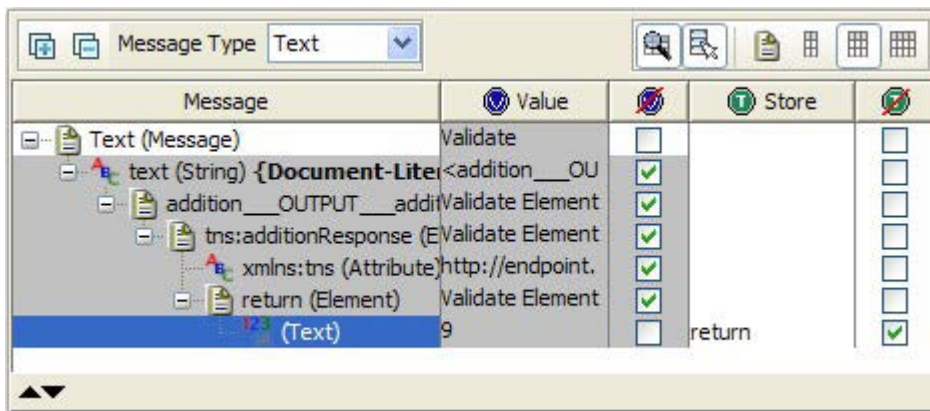 Message Type Text
Message Value Store
Text (Message) Validate
text (String) {Document-Liter <addition___OU
addition___OUTPUT___addit Validate Element
tns:additionResponse (E Validate Element
xmlns:tns (Attribute) http://endpoint.
return (Element) Validate Element
123 (Text) 9 return